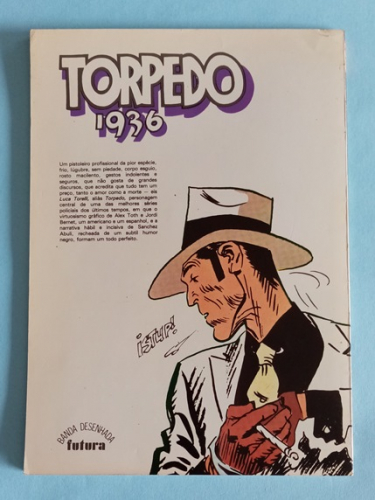 TORPEDO
1936
Um pistoleiro profissional da pior espécie,
frio, lúgubre, sem piedade, corpo seguio,
rosto macilento, gestos indolentes e
seguros, que não gosta de grandes
discursos, que acredita que tudo tem um
preço, tanto o amor como a morte — eis
Luca Torelli, aliás Torpedo, personagem
central de uma das melhores séries
policiais dos últimos tempos, em que o
virtuosismo gráfico de Alex Toth e Jordi
Bernet, um americano e um espanhol, e a
narrativa hábil e incisiva de Sanchez
Abuli, recheada de um subtil humor
negro, formam um todo perfeito.
¡STHP!
BANDA DESENHADA
futura